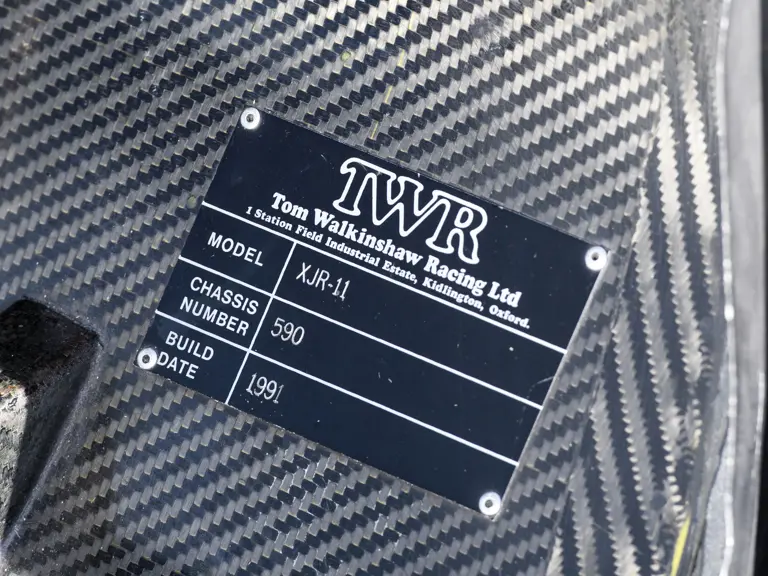 TWR
Tom Walkinshaw Racing Ltd
1 Station Field Industrial Estate, Kidlington, Oxford.
MODEL XJR-11
CHASSIS NUMBER 590
BUILD DATE 1991